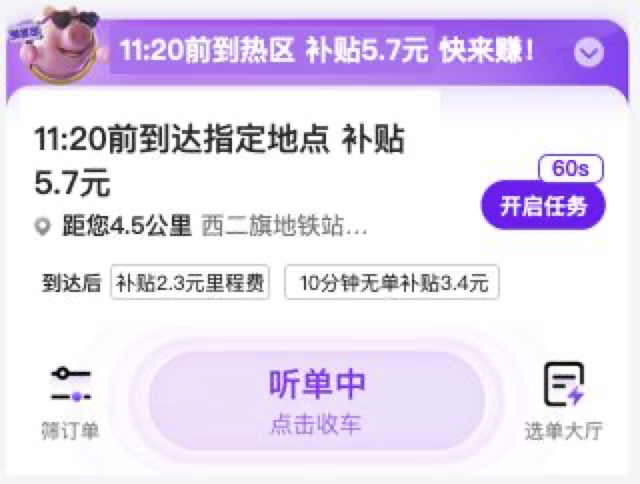 11:20前到热区 补贴5.7元 快来赚！
11:20前到达指定地点 补贴
5.7元
60s
开启任务
距您4.5公里 西二旗地铁站...
到达后 补贴2.3元里程费 10分钟无单补贴3.4元
听单中
点击收车
筛订单
选单大厅